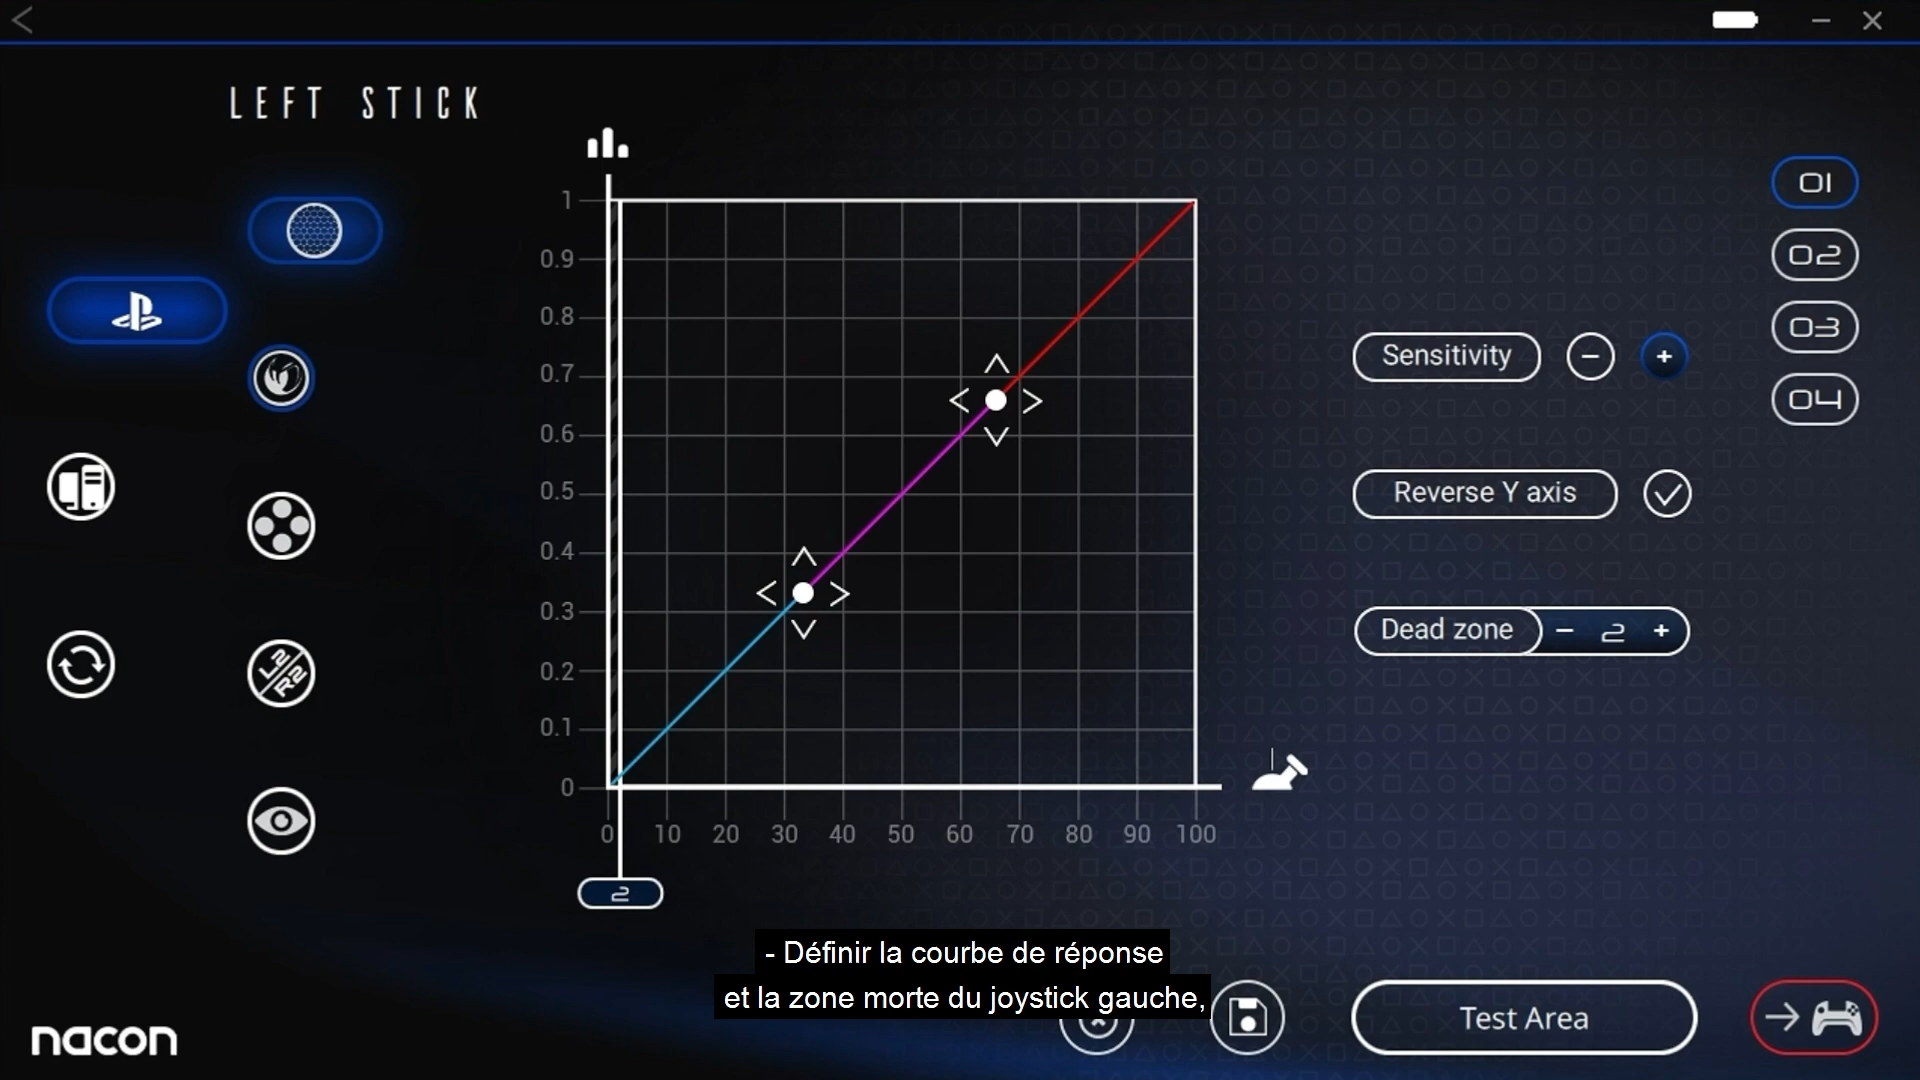 LEFT STICK
01
02
03
04
1
0.9
0.8
0.7
0.6
0.5
0.4
0.3
0.2
0.1
0
0 10 20 30 40 50 60 70 80 90 100
2
Sensitivity - +
Reverse Y axis
Dead zone - 2 +
L2
R2
- Définir la courbe de réponse
et la zone morte du joystick gauche,
nacon
Test Area